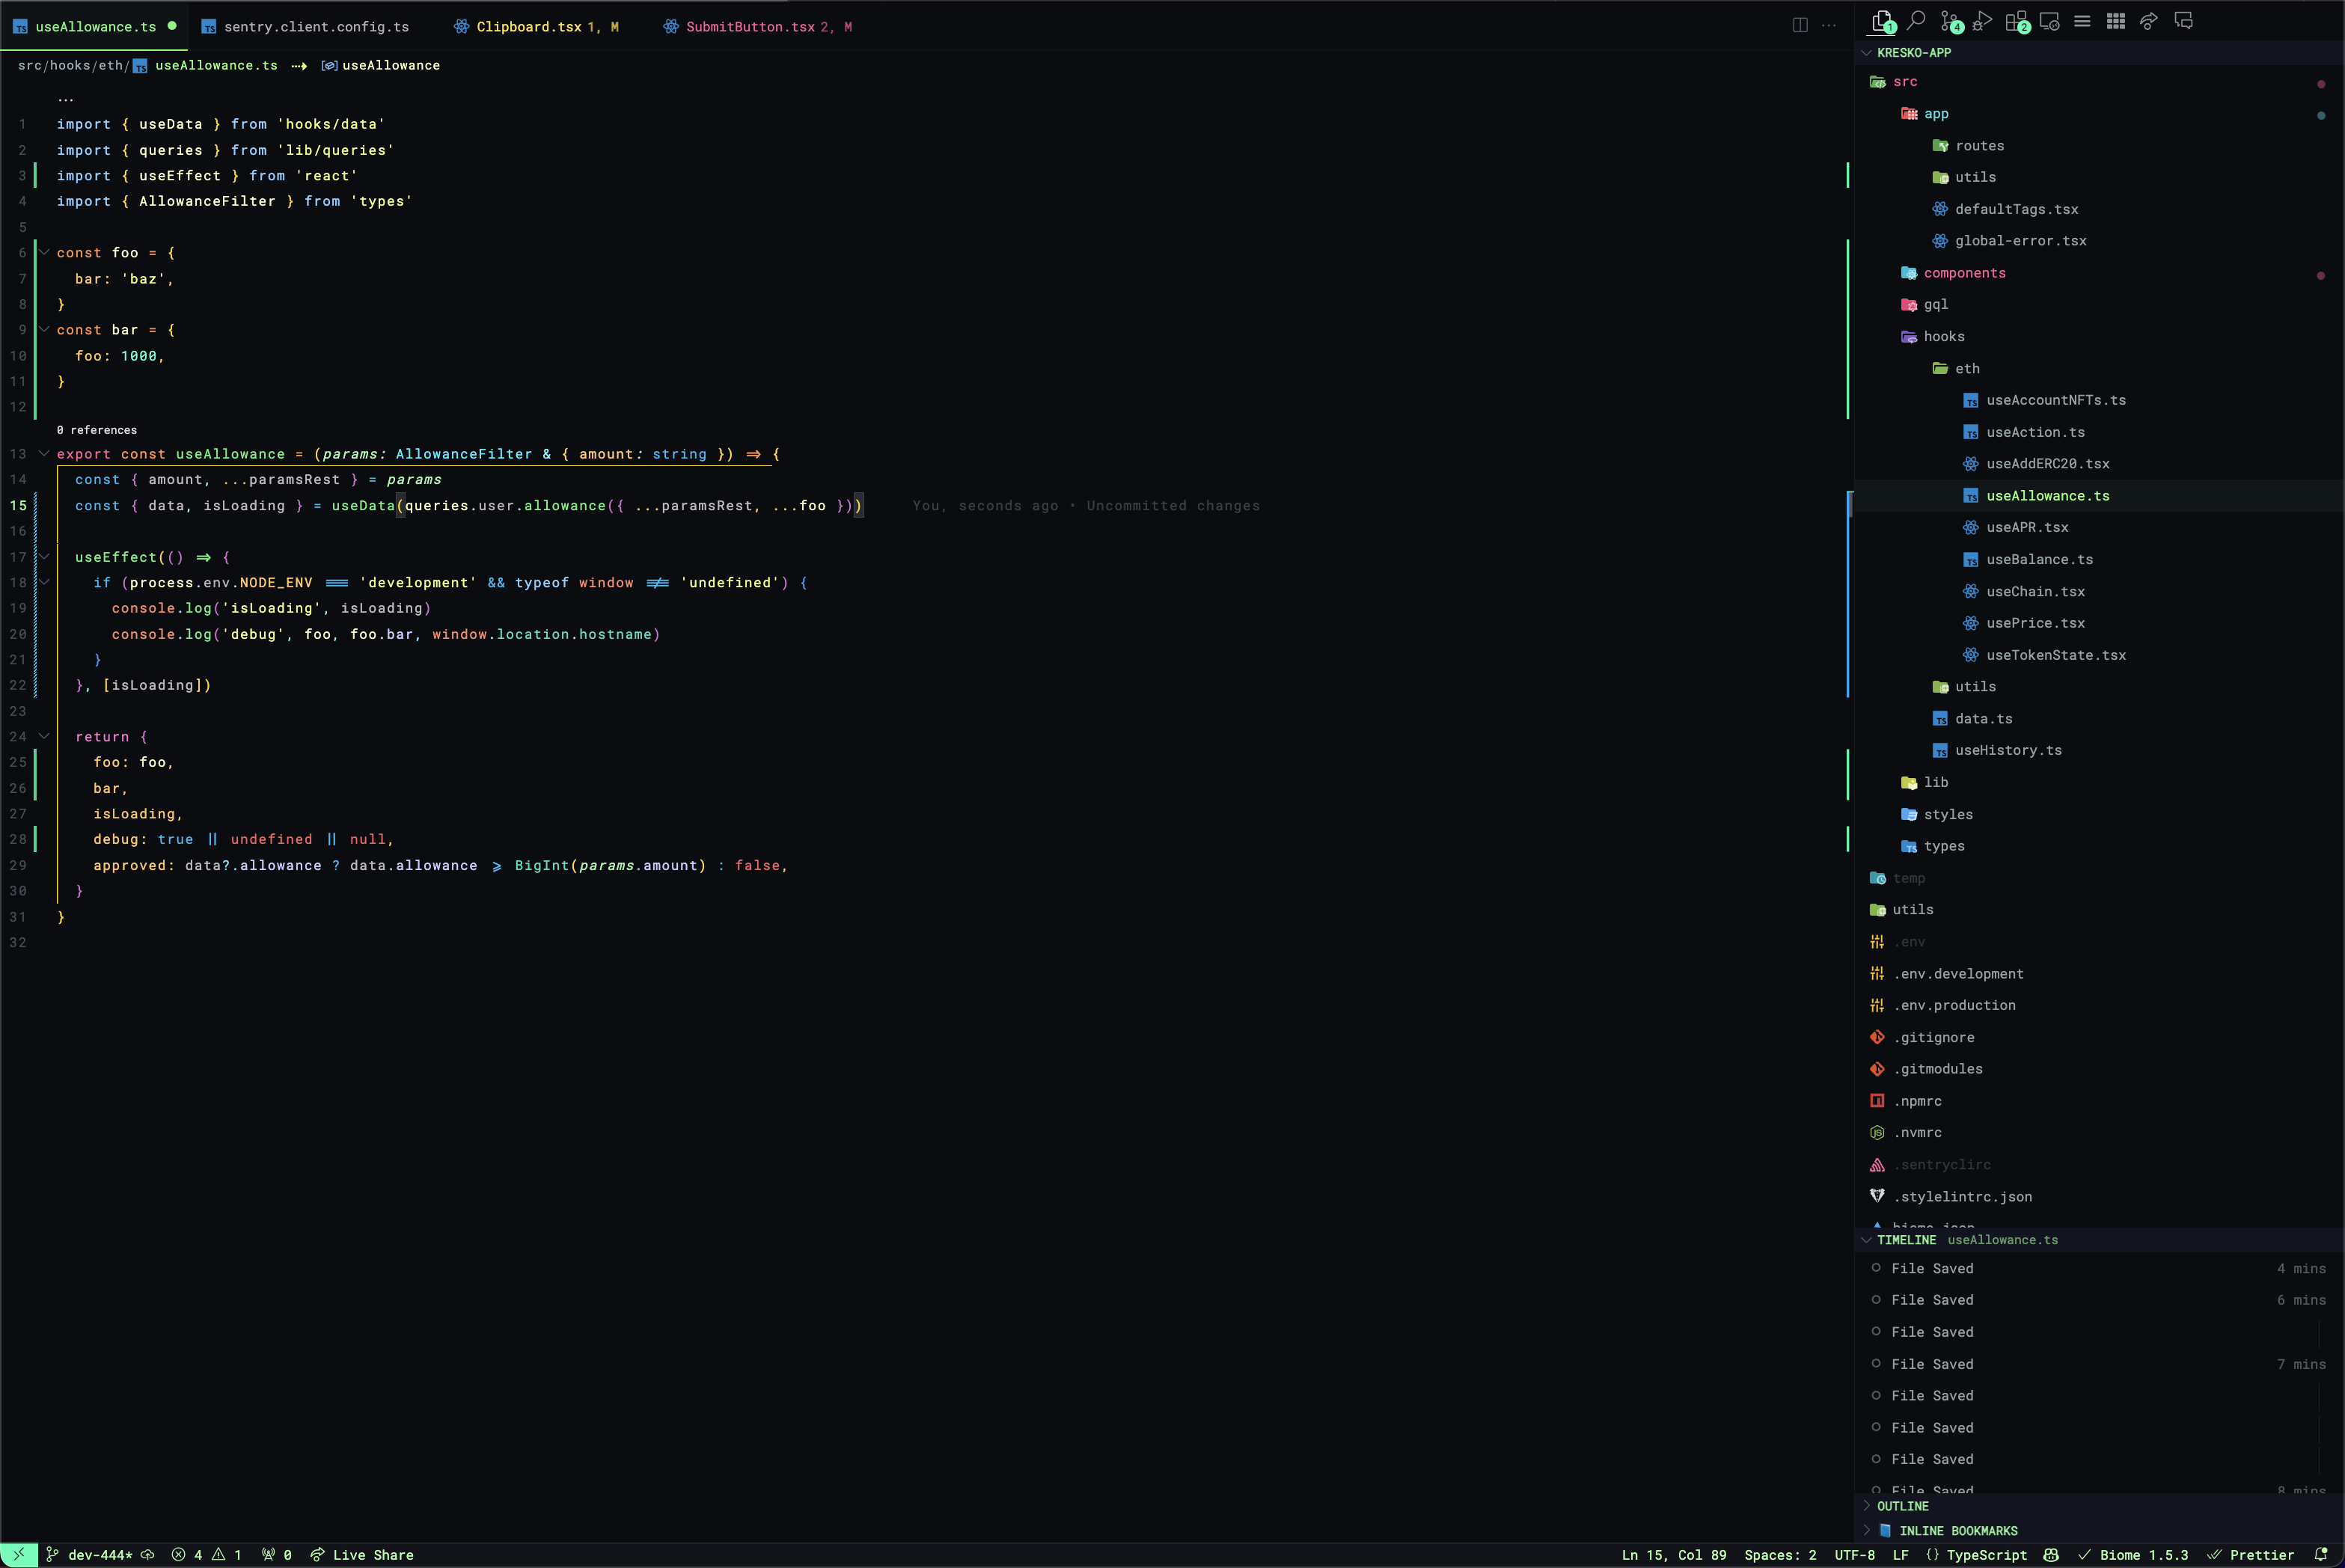 useAllowance.ts
sentry.client.config.ts
Clipboard.tsx 1, M
SubmitButton.tsx 2, M
src/hooks/eth/ TS useAllowance.ts ⇢ useAllowance
...
1 import { useData } from 'hooks/data'
2 import { queries } from 'lib/queries'
3 import { useEffect } from 'react'
4 import { AllowanceFilter } from 'types'
5
6 const foo = {
7 bar: 'baz',
8 }
9 const bar = {
10 foo: 1000,
11 }
12
0 references
13 export const useAllowance = (params: AllowanceFilter & { amount: string }) => {
14 const { amount, ...paramsRest } = params
15 const { data, isLoading } = useData(queries.user.allowance({ ...paramsRest, ...foo })) You, seconds ago • Uncommitted changes
16
17 useEffect(() => {
18 if (process.env.NODE_ENV === 'development' && typeof window !== 'undefined') {
19 console.log('isLoading', isLoading)
20 console.log('debug', foo, foo.bar, window.location.hostname)
21 }
22 }, [isLoading])
23
24 return {
25 foo: foo,
26 bar,
27 isLoading,
28 debug: true || undefined || null,
29 approved: data?.allowance ? data.allowance >= BigInt(params.amount) : false,
30 }
31 }
32
1
4
2
KRESKO-APP
src
app
routes
utils
defaultTags.tsx
global-error.tsx
components
gql
hooks
eth
useAccountNFTs.ts
useAction.ts
useAddERC20.tsx
useAllowance.ts
useAPR.tsx
useBalance.ts
useChain.tsx
usePrice.tsx
useTokenState.tsx
utils
data.ts
useHistory.ts
lib
styles
types
temp
utils
.env
.env.development
.env.production
.gitignore
.gitmodules
.npmrc
.nvmrc
.sentryclirc
.stylelintrc.json
biome.json
TIMELINE useAllowance.ts
File Saved 4 mins
File Saved 6 mins
File Saved
File Saved 7 mins
File Saved
File Saved
File Saved
File Saved 8 mins
OUTLINE
INLINE BOOKMARKS
dev-444* 4 1 0 Live Share
Ln 15, Col 89 Spaces: 2 UTF-8 LF {} TypeScript Biome 1.5.3 Prettier